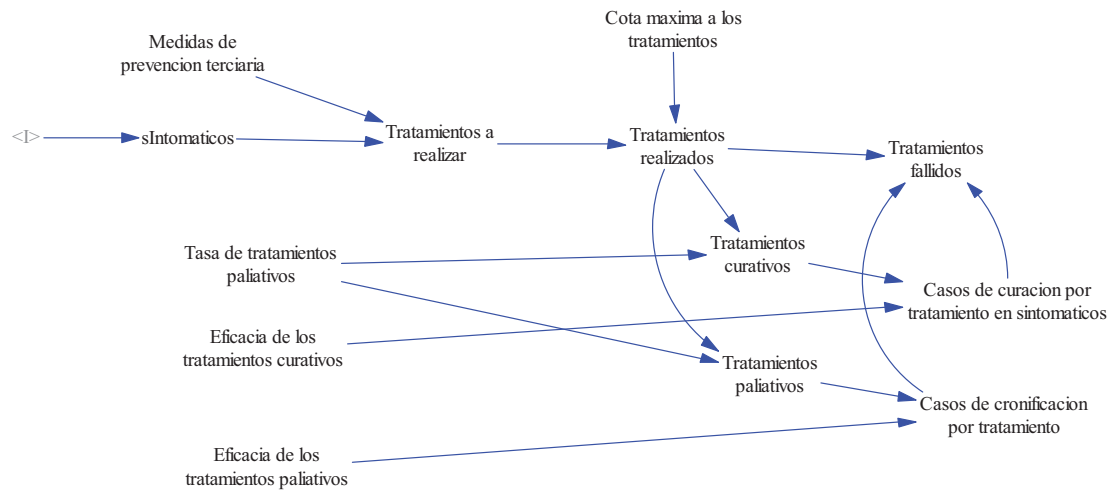 Cota maxima a los
tratamientos
Medidas de
prevencion terciaria
<I>
sIntomaticos
Tratamientos a
realizar
Tratamientos
realizados
Tratamientos
fallidos
Tasa de tratamientos
paliativos
Tratamientos
curativos
Casos de curacion por
tratamiento en sintomaticos
Eficacia de los
tratamientos curativos
Tratamientos
paliativos
Casos de cronificacion
por tratamiento
Eficacia de los
tratamientos paliativos